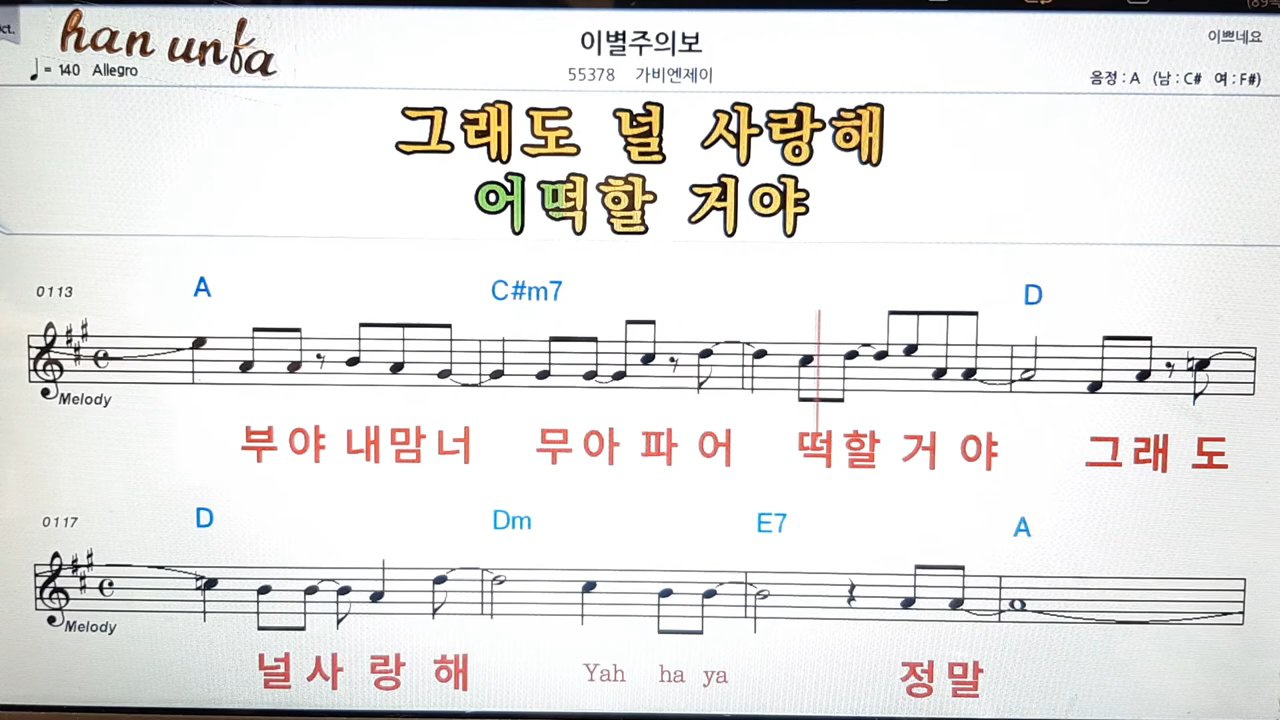 han unfa
이별주의보
이쁘네요
♩= 140 Allegro
55378 가비엔제이
음정 : A (남 : C# 여 : F#)
그래도 널 사랑해
어떡할 거야
0113 A C#m7 D
Melody
부야 내맘너 무아 파 어 떡할 거 야 그래 도
0117 D Dm E7 A
Melody
널사 랑 해 Yah ha ya 정말